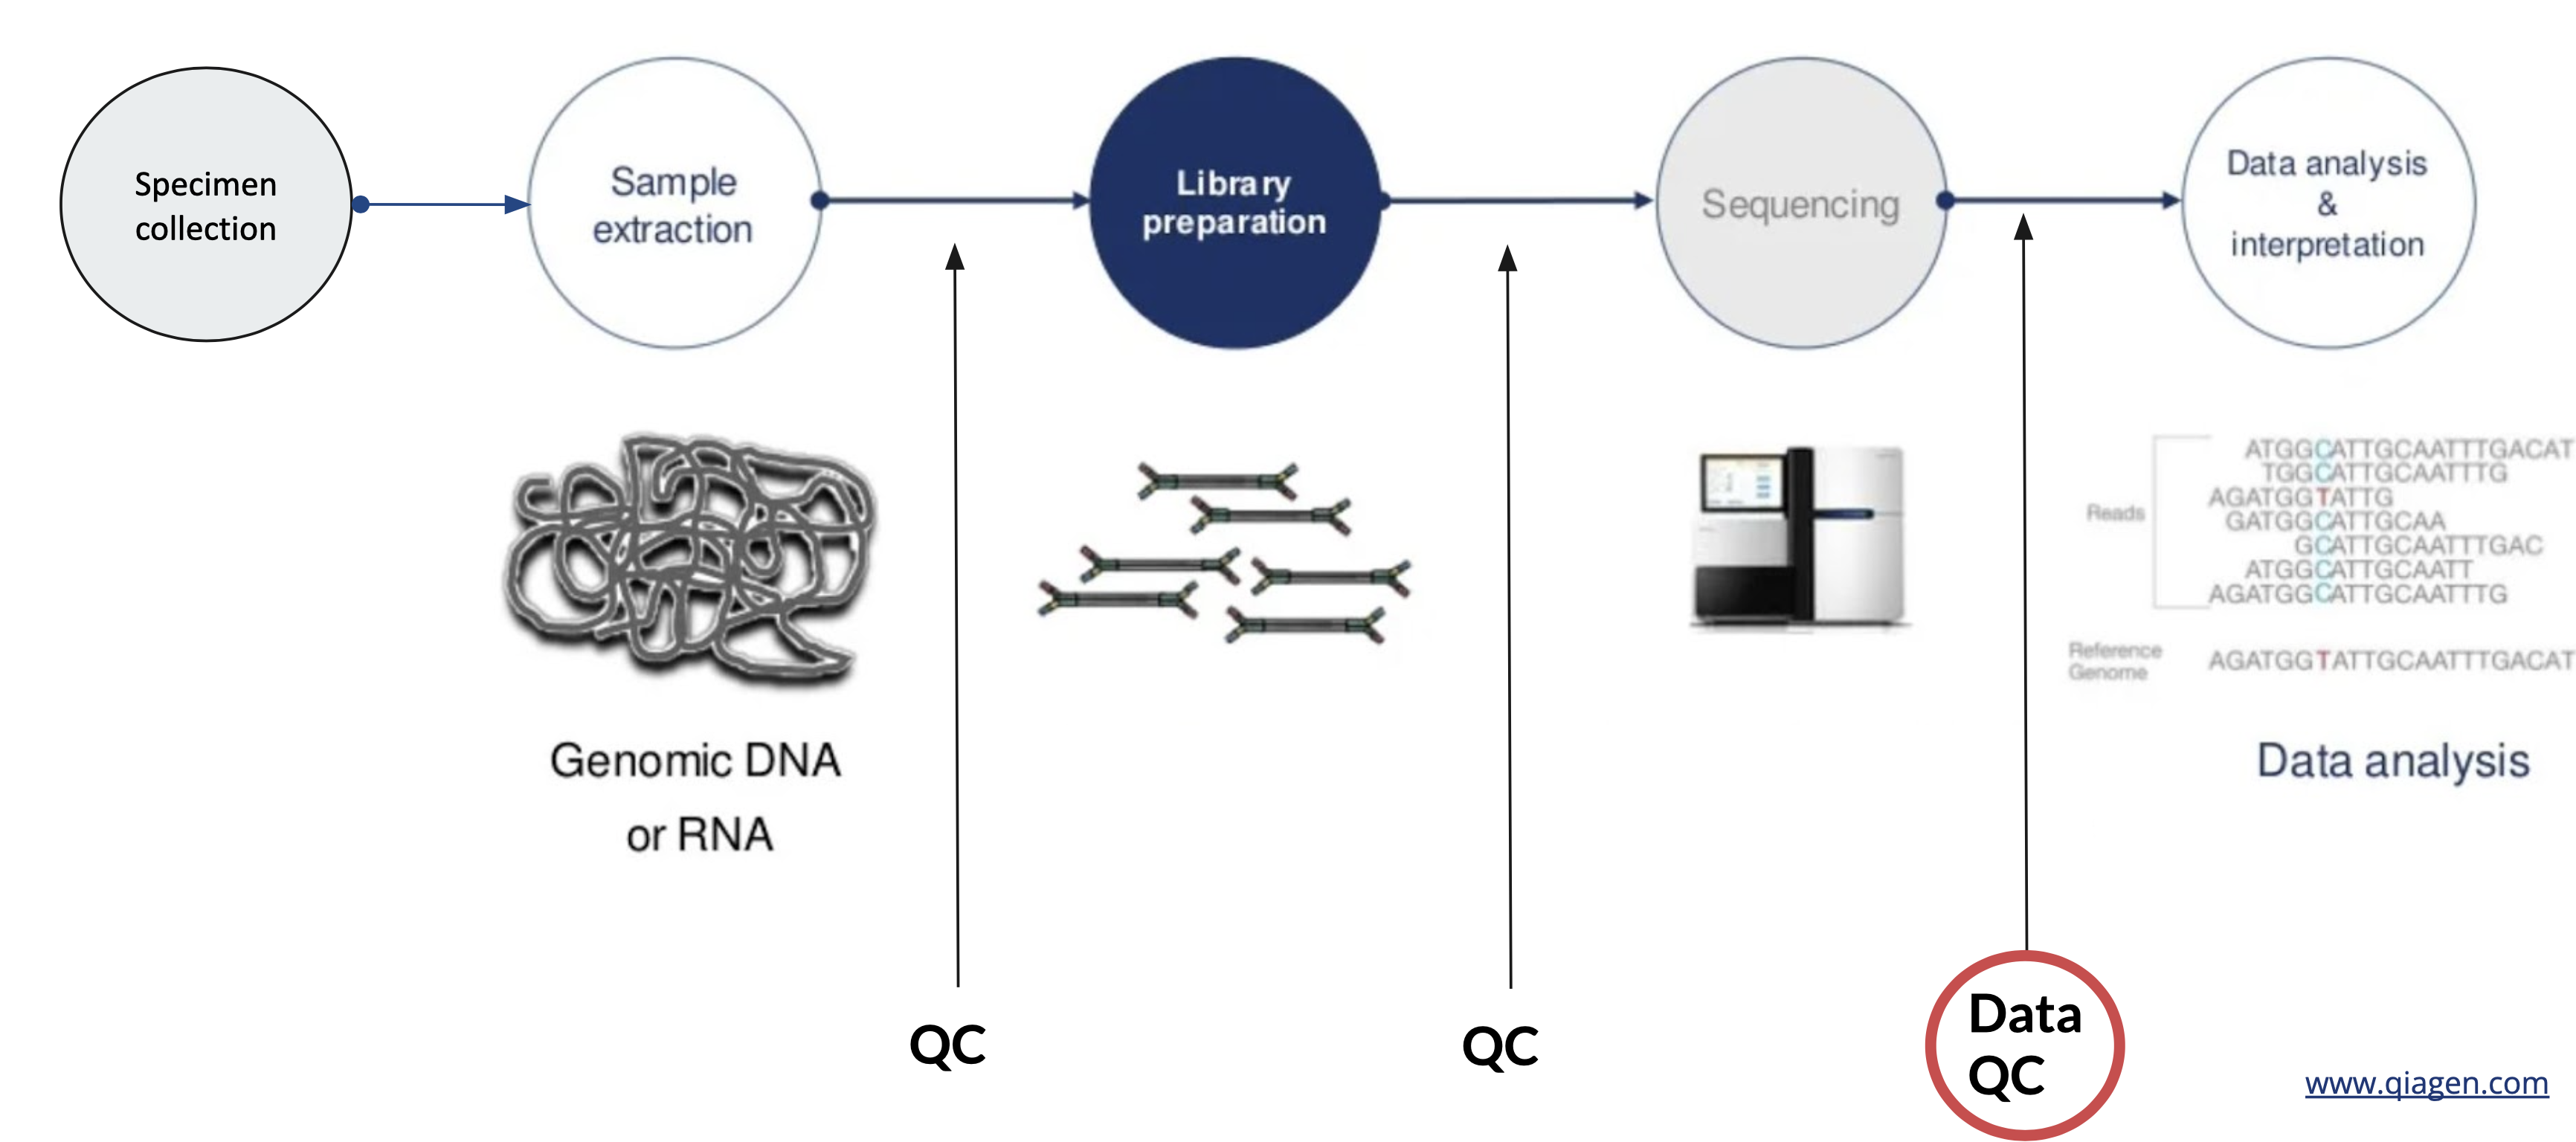 Specimen
collection
Sample
extraction
Library
preparation
Sequencing
Data analysis
&
interpretation
Reads
ATGGCATTGCAATTTGACAT
TGGCATTGCAATTTG
AGATGGTATTG
GATGGCATTGCAA
GCATTGCAATTTGAC
ATGGCATTGCAATT
AGATGGCATTGCAATTTG
Reference
Genome
AGATGGTATTGCAATTTGACAT
Genomic DNA
or RNA
Data analysis
QC
QC
Data
QC
www.qiagen.com